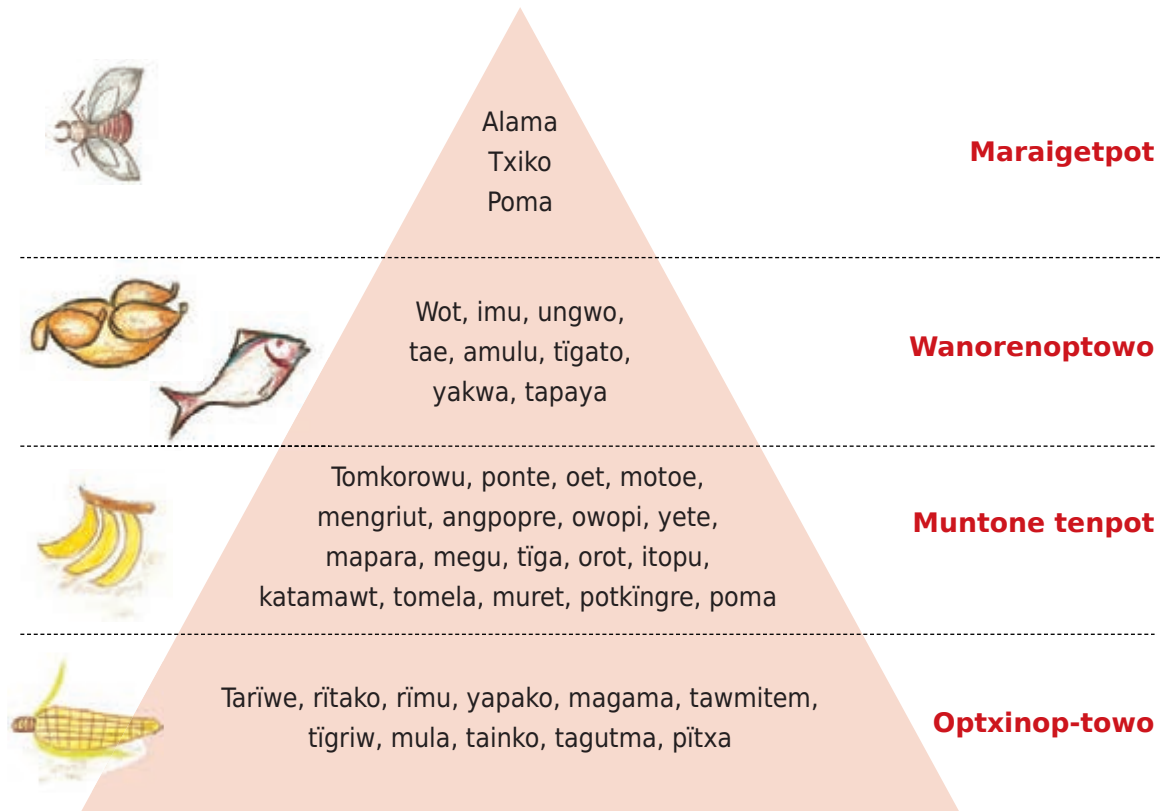 Alama
Txiko
Poma
Maraigetpot
Wot, imu, ungwo,
tae, amulu, tïgato,
yakwa, tapaya
Wanorenoptowo
Tomkorowu, ponte, oet, motoe,
mengriut, angpopre, owopi, yete,
mapara, megu, tïga, orot, itopu,
katamawt, tomela, muret, potkïngre, poma
Muntone tenpot
Tarïwe, rïtako, rïmu, yapako, magama, tawmitem,
tïgriw, mula, tainko, tagutma, pïtxa
Optxinop-towo